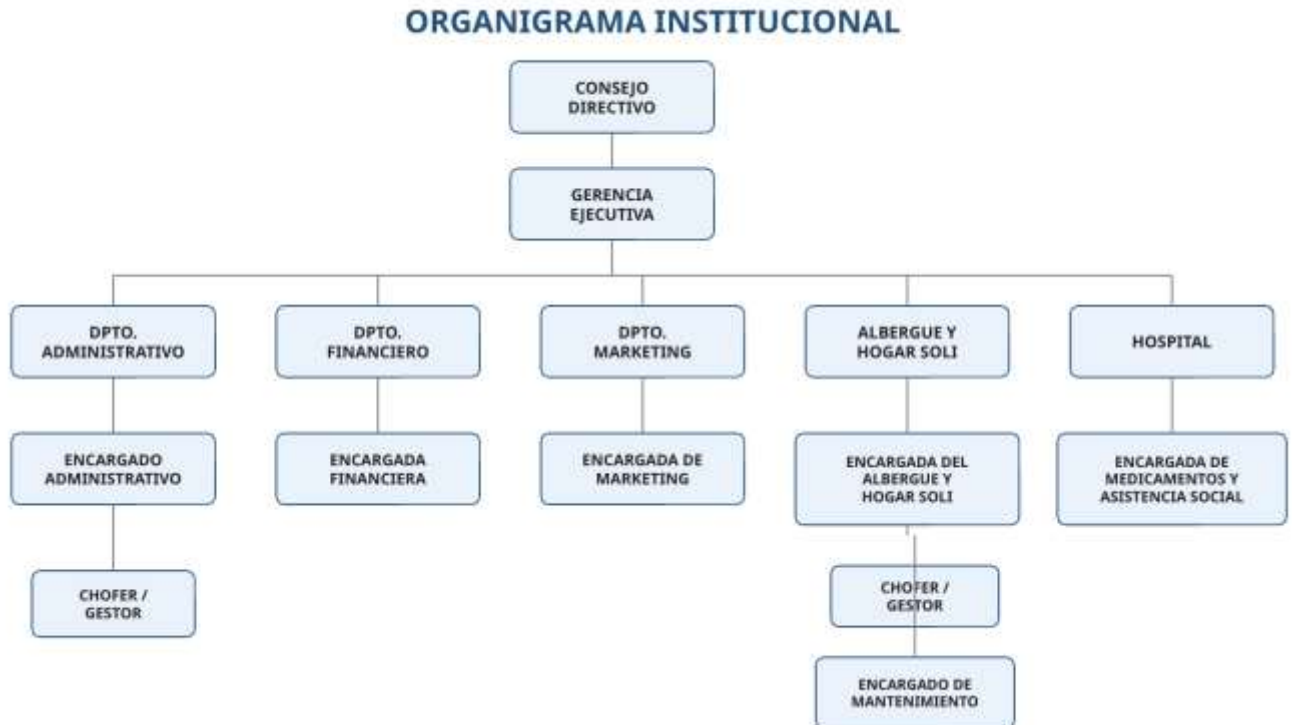 ORGANIGRAMA INSTITUCIONAL
CONSEJO
DIRECTIVO
GERENCIA
EJECUTIVA
DPTO.
ADMINISTRATIVO
DPTO.
FINANCIERO
DPTO.
MARKETING
ALBERGUE Y
HOGAR SOLI
HOSPITAL
ENCARGADO
ADMINISTRATIVO
ENCARGADA
FINANCIERA
ENCARGADA DE
MARKETING
ENCARGADA DEL
ALBERGUE Y
HOGAR SOLI
ENCARGADA DE
MEDICAMENTOS Y
ASISTENCIA SOCIAL
CHOFER /
GESTOR
CHOFER /
GESTOR
ENCARGADO DE
MANTENIMIENTO